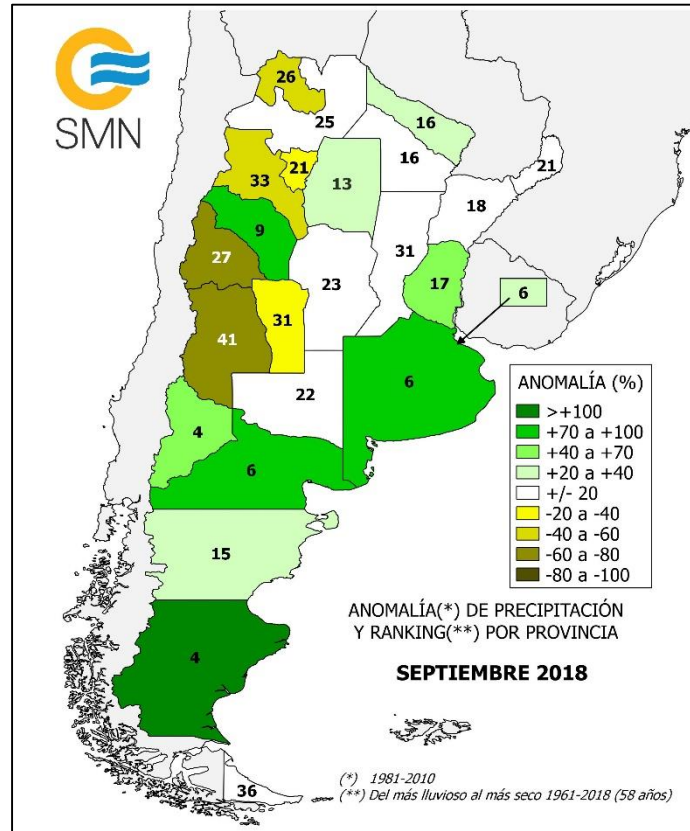 SMN
26
25
16
16
21
21
33
13
18
9
31
27
23
17
6
31
41
6
22
4
6
15
4
36
ANOMALÍA (%)
>+100
+70 a +100
+40 a +70
+20 a +40
+/- 20
-20 a -40
-40 a -60
-60 a -80
-80 a -100
ANOMALÍA(*) DE PRECIPITACIÓN
Y RANKING(**) POR PROVINCIA
SEPTIEMBRE 2018
(*) 1981-2010
(**) Del más lluvioso al más seco 1961-2018 (58 años)